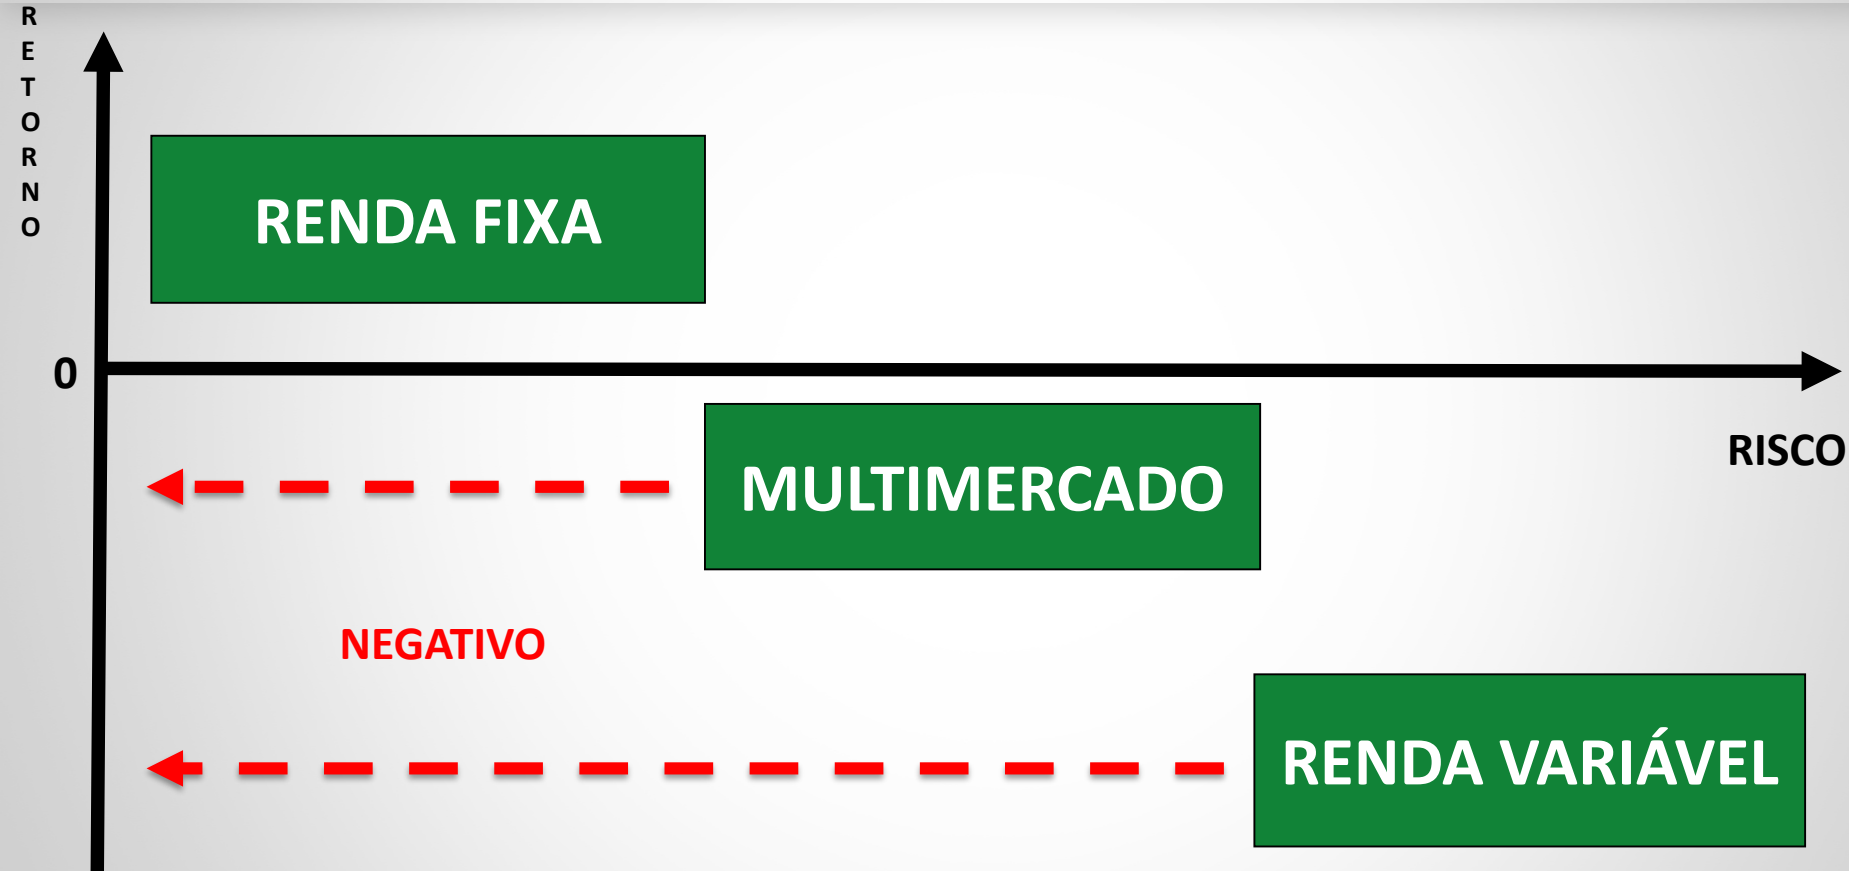 RETORNO
RENDA FIXA
0
RISCO
MULTIMERCADO
NEGATIVO
RENDA VARIÁVEL